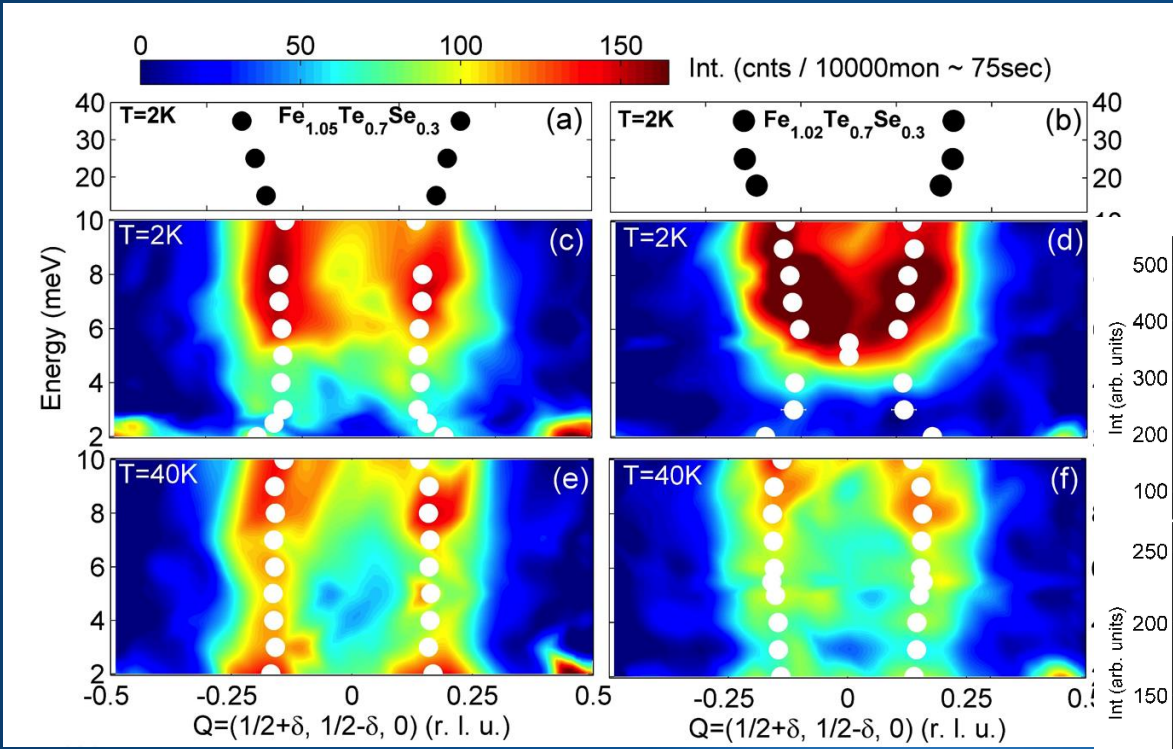 0 50 100 150 Int. (cnts / 10000mon ~ 75sec)
40 T=2K Fe1.05Te0.7Se0.3 (a) T=2K Fe1.02Te0.7Se0.3 (b) 40
30 30
20 20
10 T=2K (c) T=2K (d) 10
8 500
6 400
4 300
2 200
Energy (meV)
Int (arb. units)
10 T=40K (e) T=40K (f)
8 100
6 250
4 200
2 150
Int (arb. units)
-0.5 -0.25 0 0.25 0.5 -0.25 0 0.25 0.5
Q=(1/2+δ, 1/2-δ, 0) (r. l. u.) Q=(1/2+δ, 1/2-δ, 0) (r. l. u.)